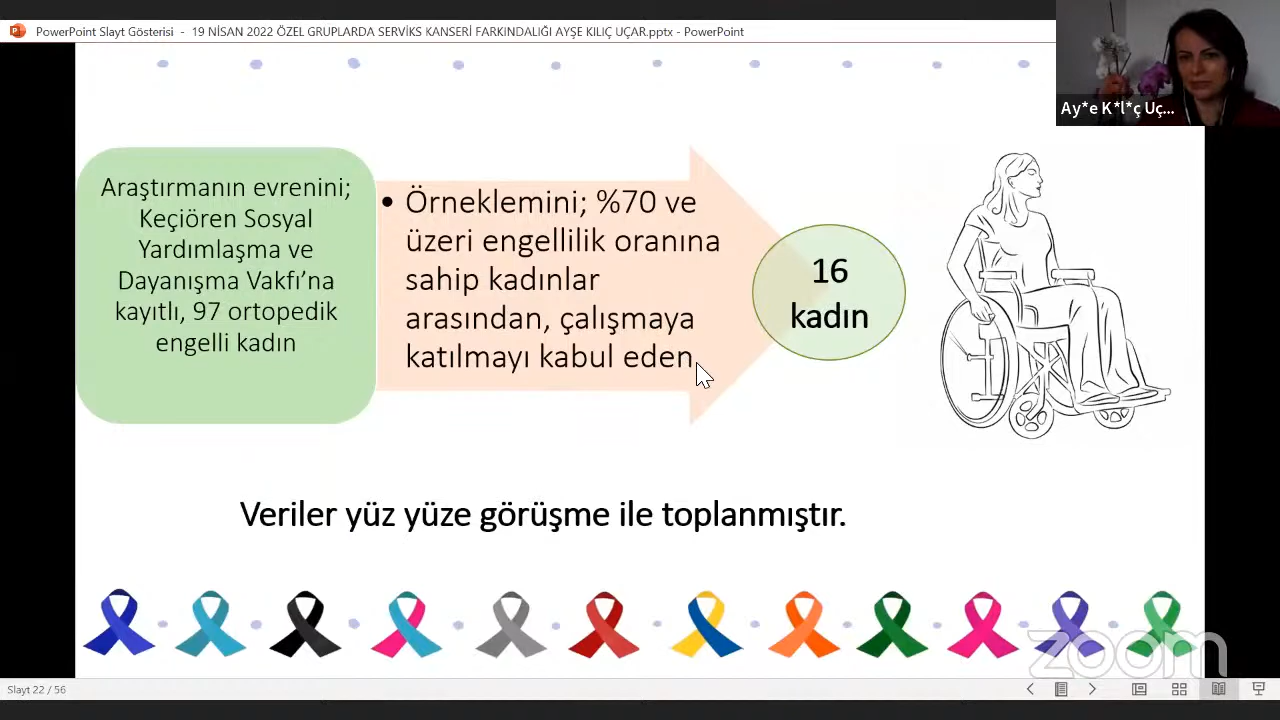 PowerPoint Slayt Gösterisi - 19 NİSAN 2022 ÖZEL GRUPLARDA SERVİKS KANSERİ FARKINDALIĞI AYŞE KILIÇ UÇAR.pptx - PowerPoint
Ay*e K*l*ç Uç...
Araştırmanın evrenini;
Keçiören Sosyal
Yardımlaşma ve
Dayanışma Vakfı’na
kayıtlı, 97 ortopedik
engelli kadın
• Örneklemini; %70 ve
üzeri engellilik oranına
sahip kadınlar
arasından, çalışmaya
katılmayı kabul eden
16
kadın
Veriler yüz yüze görüşme ile toplanmıştır.
zoom
Slayt 22 / 56